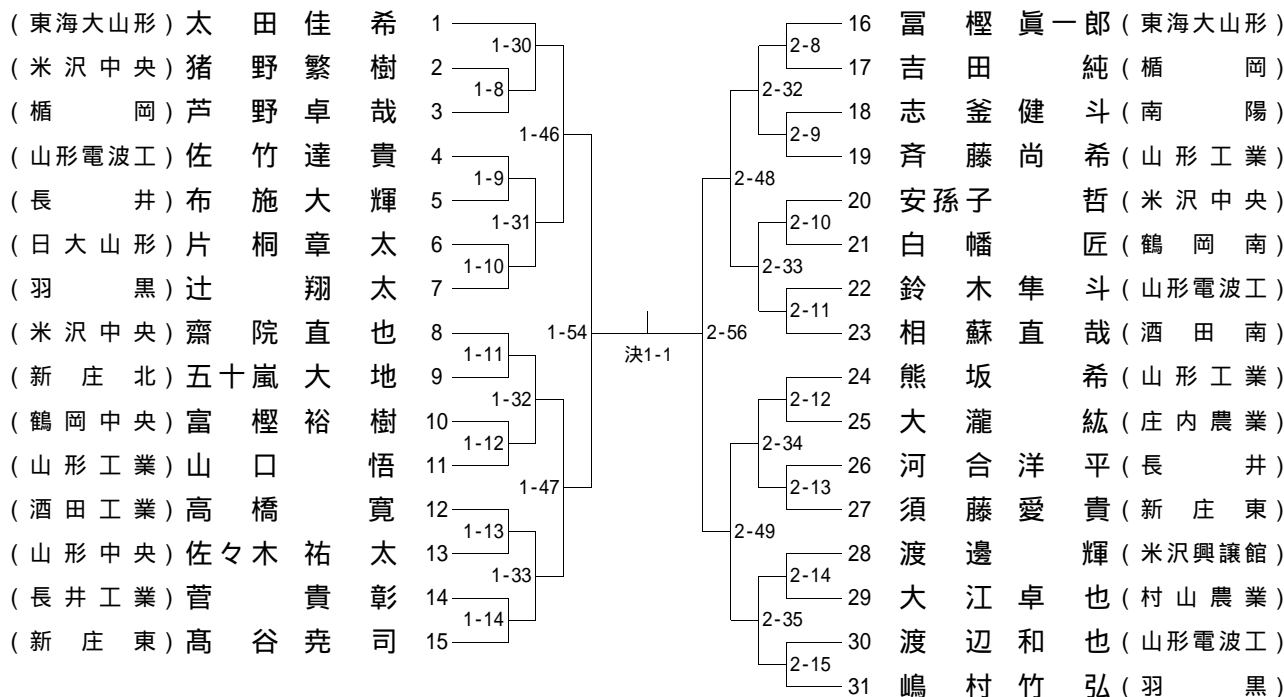 (東海大山形) 太田佳希 1
(米沢中央) 猪野繁樹 2
(楯岡) 芦野卓哉 3
(山形電波工) 佐竹達貴 4
(長井) 布施大輝 5
(日大山形) 片桐章太 6
(羽黒) 辻翔太 7
(米沢中央) 齋院直也 8
(新庄北) 五十嵐大地 9
(鶴岡中央) 富樫裕樹 10
(山形工業) 山口悟 11
(酒田工業) 高橋寛 12
(山形中央) 佐々木祐太 13
(長井工業) 菅貴彰 14
(新庄東) 髙谷尭司 15
1-30
1-8
1-46
1-9
1-31
1-10
1-54
1-11
1-32
1-12
1-47
1-13
1-33
1-14
決1-1
2-8
2-32
2-9
2-48
2-10
2-33
2-11
2-56
2-12
2-34
2-13
2-49
2-14
2-35
2-15
16 冨樫眞一郎 (東海大山形)
17 吉田純 (楯岡)
18 志釜健斗 (南陽)
19 斉藤尚希 (山形工業)
20 安孫子哲 (米沢中央)
21 白幡匠 (鶴岡南)
22 鈴木隼斗 (山形電波工)
23 相蘇直哉 (酒田南)
24 熊坂希 (山形工業)
25 大瀧紘 (庄内農業)
26 河合洋平 (長井)
27 須藤愛貴 (新庄東)
28 渡邊輝 (米沢興譲館)
29 大江卓也 (村山農業)
30 渡辺和也 (山形電波工)
31 嶋村竹弘 (羽黒)